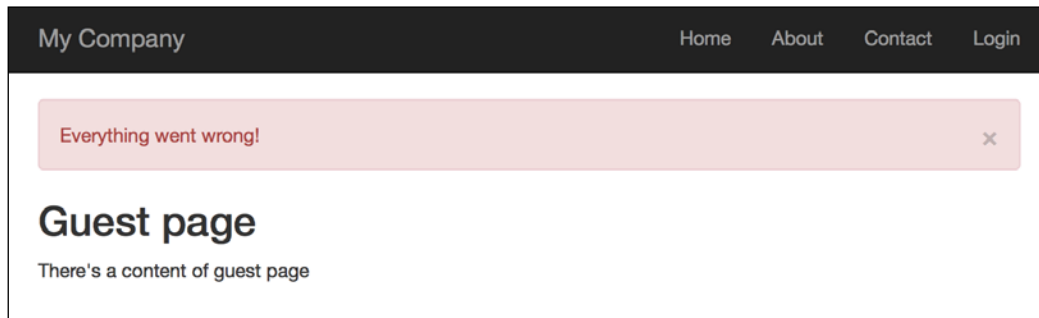 My Company Home About Contact Login
Everything went wrong! ×
Guest page
There's a content of guest page